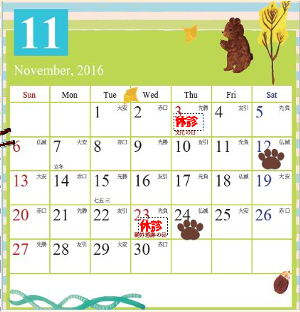 11
November, 2016
Sun Mon Tue Wed Thu Fri Sat
1 大安 2 赤口 3 先勝 4 友引 5 先負
休診
文化の日
6 仏滅 7 大安 8 赤口 9 先勝 10 友引 11 先負 12 仏滅
立冬
13 大安 14 赤口 15 先勝 16 友引 17 先負 18 仏滅 19 大安
七五三
20 赤口 21 先勝 22 友引 23 先負 24 仏滅 25 大安 26 赤口
休診
勤労感謝の日
27 先勝 28 友引 29 大安 30 赤口